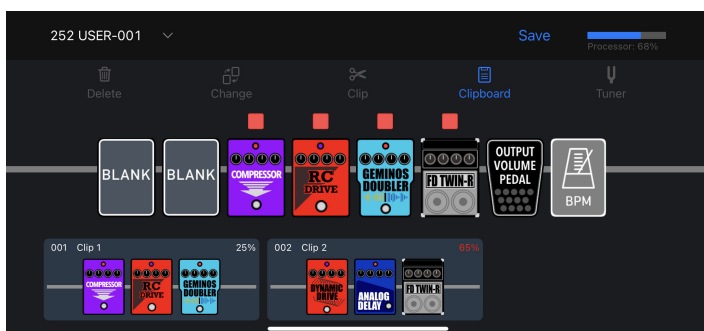 252 USER-001
Save
Processor: 68%
Delete
Change
Clip
Clipboard
Tuner
BLANK
BLANK
COMPRESSOR
RC
DRIVE
GEMINOS
DOUBLER
FD TWIN-R
OUTPUT
VOLUME
PEDAL
BPM
001 Clip 1 25%
COMPRESSOR
RC
DRIVE
GEMINOS
DOUBLER
002 Clip 2 65%
DYNAMIC
DRIVE
ANALOG
DELAY
FD TWIN-R